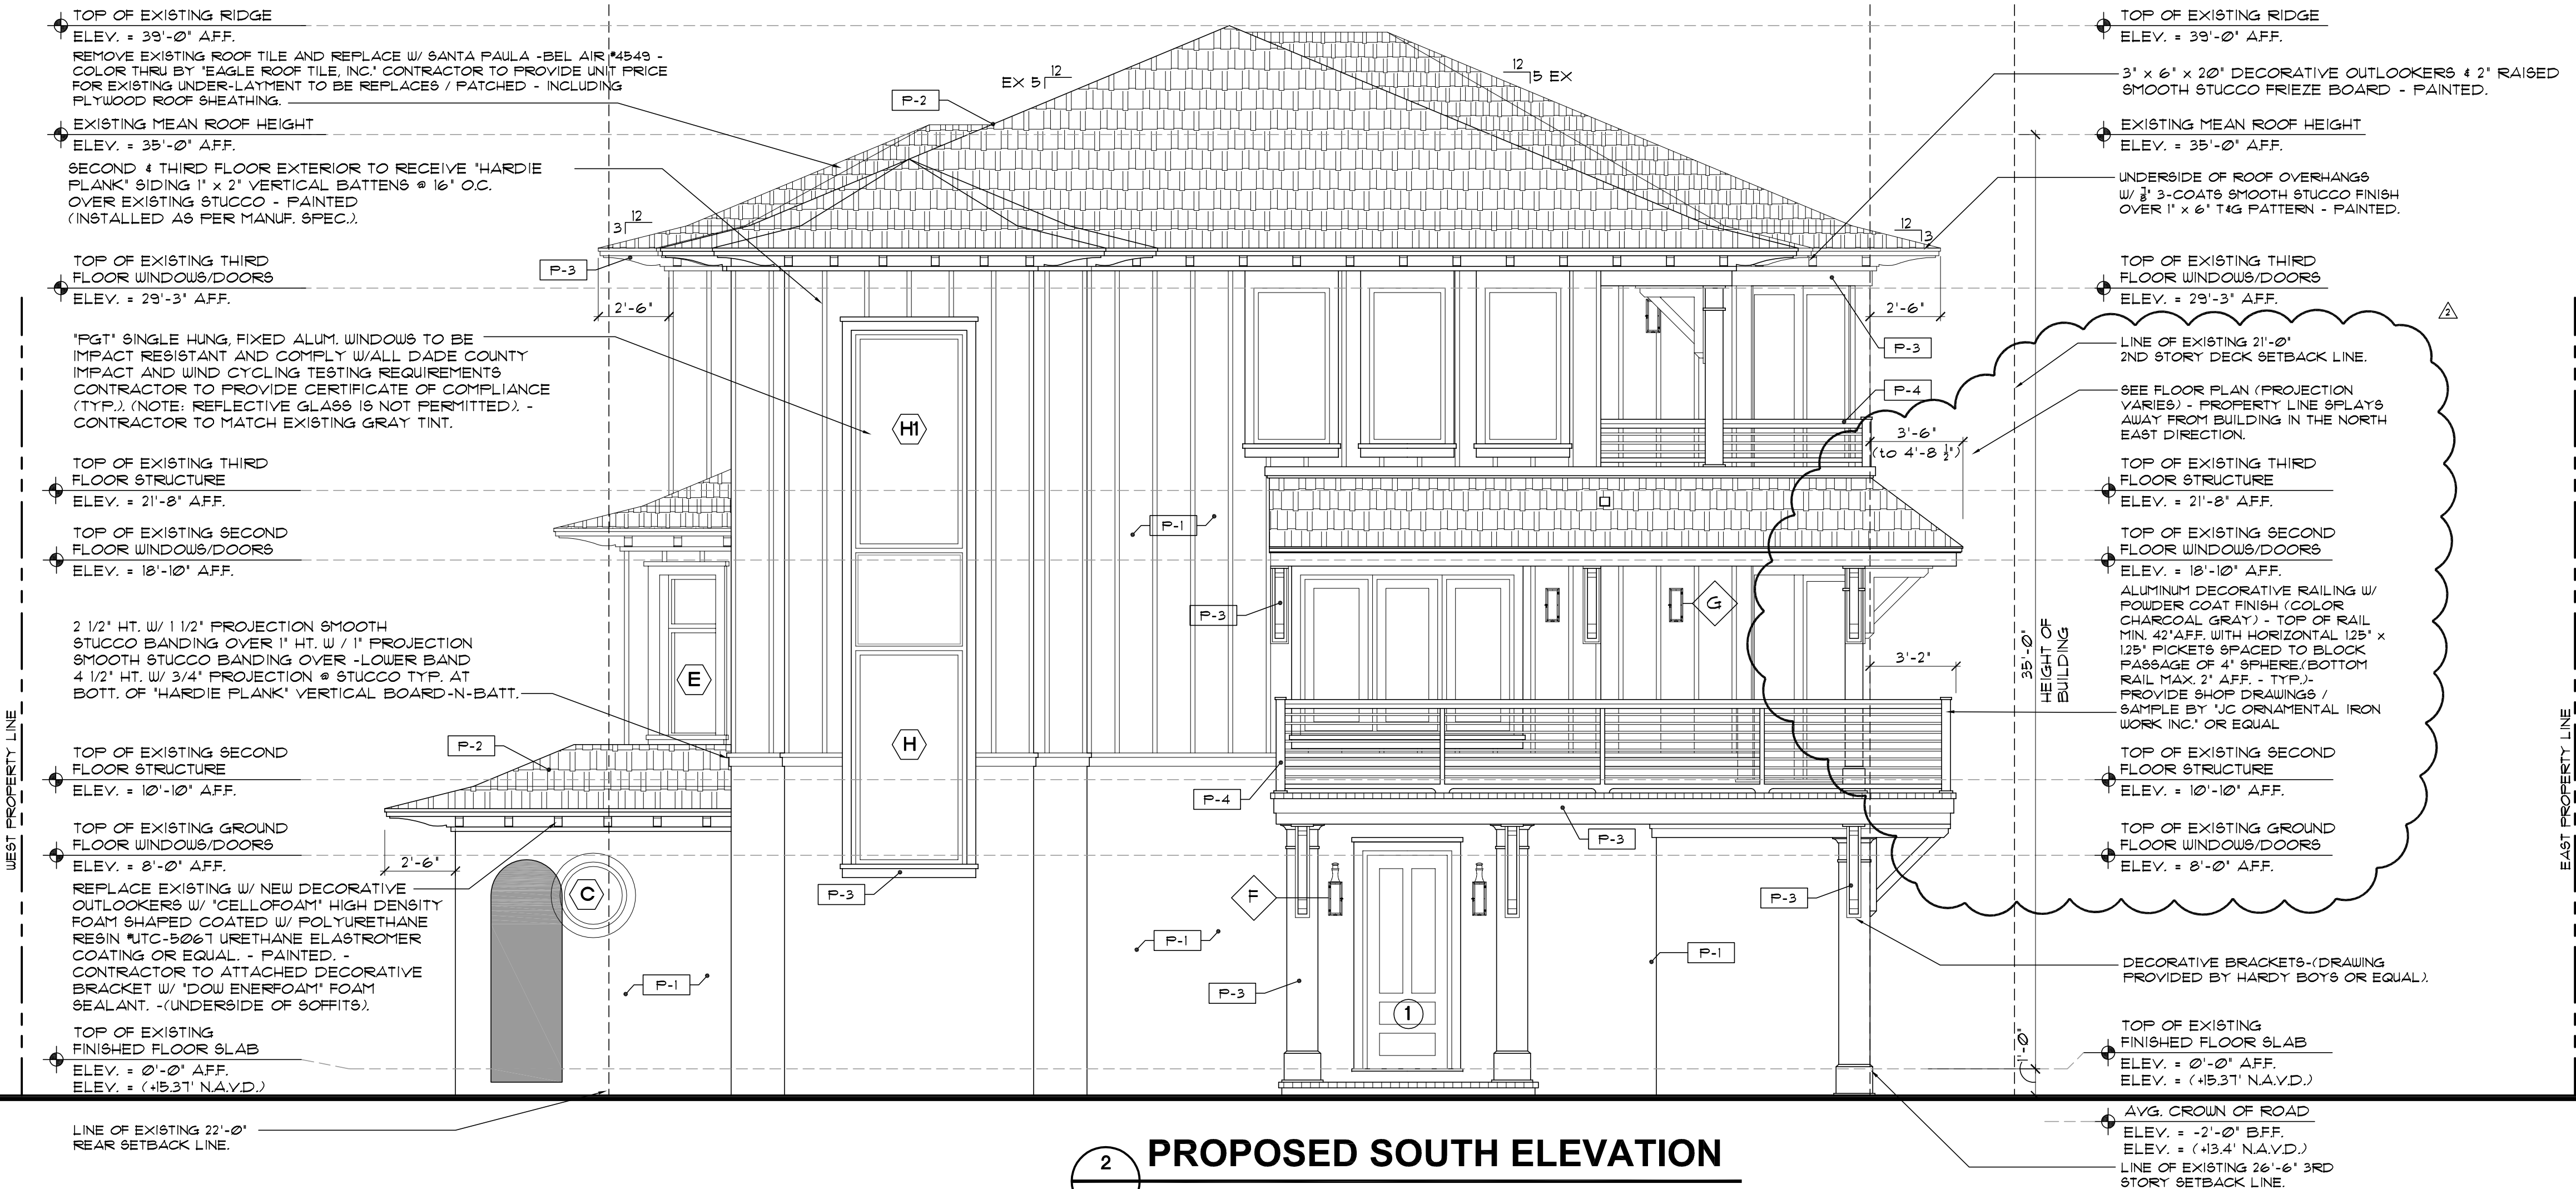 TOP OF EXISTING RIDGE
ELEV. = 39'-0" A.F.F.
REMOVE EXISTING ROOF TILE AND REPLACE W/ SANTA PAULA -BEL AIR #4549 -
COLOR THRU BY "EAGLE ROOF TILE, INC." CONTRACTOR TO PROVIDE UNIT PRICE
FOR EXISTING UNDER-LAYMENT TO BE REPLACES / PATCHED - INCLUDING
PLYWOOD ROOF SHEATHING.
EXISTING MEAN ROOF HEIGHT
ELEV. = 35'-0" A.F.F.
SECOND & THIRD FLOOR EXTERIOR TO RECEIVE "HARDIE
PLANK" SIDING 1" x 2" VERTICAL BATTENS @ 16" O.C.
OVER EXISTING STUCCO - PAINTED
(INSTALLED AS PER MANUF. SPEC.).
TOP OF EXISTING THIRD
FLOOR WINDOWS/DOORS
ELEV. = 29'-3" A.F.F.
"PGT" SINGLE HUNG, FIXED ALUM. WINDOWS TO BE
IMPACT RESISTANT AND COMPLY W/ALL DADE COUNTY
IMPACT AND WIND CYCLING TESTING REQUIREMENTS
CONTRACTOR TO PROVIDE CERTIFICATE OF COMPLIANCE
(TYP.). (NOTE: REFLECTIVE GLASS IS NOT PERMITTED). -
CONTRACTOR TO MATCH EXISTING GRAY TINT.
TOP OF EXISTING THIRD
FLOOR STRUCTURE
ELEV. = 21'-8" A.F.F.
TOP OF EXISTING SECOND
FLOOR WINDOWS/DOORS
ELEV. = 18'-10" A.F.F.
2 1/2" HT. W/ 1 1/2" PROJECTION SMOOTH
STUCCO BANDING OVER 1" HT. W / 1" PROJECTION
SMOOTH STUCCO BANDING OVER -LOWER BAND
4 1/2" HT. W/ 3/4" PROJECTION @ STUCCO TYP. AT
BOTT. OF "HARDIE PLANK" VERTICAL BOARD-N-BATT.
TOP OF EXISTING SECOND
FLOOR STRUCTURE
ELEV. = 10'-10" A.F.F.
TOP OF EXISTING GROUND
FLOOR WINDOWS/DOORS
ELEV. = 8'-0" A.F.F.
REPLACE EXISTING W/ NEW DECORATIVE
OUTLOOKERS W/ "CELLOFOAM" HIGH DENSITY
FOAM SHAPED COATED W/ POLYURETHANE
RESIN #UTC-5067 URETHANE ELASTROMER
COATING OR EQUAL. - PAINTED. -
CONTRACTOR TO ATTACHED DECORATIVE
BRACKET W/ "DOW ENERFOAM" FOAM
SEALANT. -(UNDERSIDE OF SOFFITS).
TOP OF EXISTING
FINISHED FLOOR SLAB
ELEV. = 0'-0" A.F.F.
ELEV. = (+15.37' N.A.V.D.)
LINE OF EXISTING 22'-0"
REAR SETBACK LINE.
WEST PROPERTY LINE
EX 5
12
12
5 EX
P-2
12
3
12
3
P-3
2'-6"
2'-6"
P-3
P-4
H1
3'-6"
(to 4'-8 ½")
P-1
P-3
G
E
3'-2"
H
P-2
P-4
P-3
2'-6"
C
P-3
F
P-3
P-1
P-1
P-1
P-3
1
35'-0"
HEIGHT OF
BUILDING
1'-0"
2
PROPOSED SOUTH ELEVATION
TOP OF EXISTING RIDGE
ELEV. = 39'-0" A.F.F.
3" x 6" x 20" DECORATIVE OUTLOOKERS & 2" RAISED
SMOOTH STUCCO FRIEZE BOARD - PAINTED.
EXISTING MEAN ROOF HEIGHT
ELEV. = 35'-0" A.F.F.
UNDERSIDE OF ROOF OVERHANGS
W/ 3-COATS SMOOTH STUCCO FINISH
OVER 1" x 6" T&G PATTERN - PAINTED.
TOP OF EXISTING THIRD
FLOOR WINDOWS/DOORS
ELEV. = 29'-3" A.F.F.
2
LINE OF EXISTING 21'-0"
2ND STORY DECK SETBACK LINE.
SEE FLOOR PLAN (PROJECTION
VARIES) - PROPERTY LINE SPLAYS
AWAY FROM BUILDING IN THE NORTH
EAST DIRECTION.
TOP OF EXISTING THIRD
FLOOR STRUCTURE
ELEV. = 21'-8" A.F.F.
TOP OF EXISTING SECOND
FLOOR WINDOWS/DOORS
ELEV. = 18'-10" A.F.F.
ALUMINUM DECORATIVE RAILING W/
POWDER COAT FINISH (COLOR
CHARCOAL GRAY) - TOP OF RAIL
MIN. 42"A.F.F. WITH HORIZONTAL 1.25" x
1.25" PICKETS SPACED TO BLOCK
PASSAGE OF 4" SPHERE.(BOTTOM
RAIL MAX. 2" A.F.F. - TYP.)-
PROVIDE SHOP DRAWINGS /
SAMPLE BY "JC ORNAMENTAL IRON
WORK INC." OR EQUAL
TOP OF EXISTING SECOND
FLOOR STRUCTURE
ELEV. = 10'-10" A.F.F.
TOP OF EXISTING GROUND
FLOOR WINDOWS/DOORS
ELEV. = 8'-0" A.F.F.
DECORATIVE BRACKETS-(DRAWING
PROVIDED BY HARDY BOYS OR EQUAL).
TOP OF EXISTING
FINISHED FLOOR SLAB
ELEV. = 0'-0" A.F.F.
ELEV. = (+15.37' N.A.V.D.)
AVG. CROWN OF ROAD
ELEV. = -2'-0" B.F.F.
ELEV. = (+13.4' N.A.V.D.)
LINE OF EXISTING 26'-6" 3RD
STORY SETBACK LINE.
EAST PROPERTY LINE